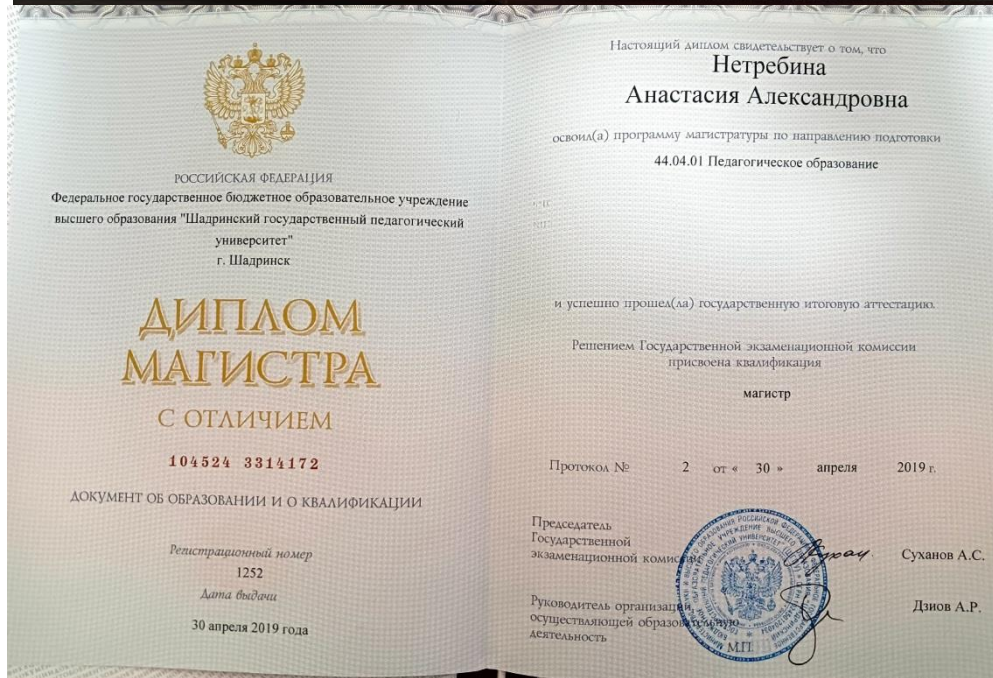 РОССИЙСКАЯ ФЕДЕРАЦИЯ
Федеральное государственное бюджетное образовательное учреждение
высшего образования "Шадринский государственный педагогический
университет"
г. Шадринск
ДИПЛОМ
МАГИСТРА
С ОТЛИЧИЕМ
104524 3314172
ДОКУМЕНТ ОБ ОБРАЗОВАНИИ И О КВАЛИФИКАЦИИ
Регистрационный номер
1252
Дата выдачи
30 апреля 2019 года
Настоящий диплом свидетельствует о том, что
Нетребина
Анастасия Александровна
освоил(а) программу магистратуры по направлению подготовки
44.04.01 Педагогическое образование
и успешно прошел(ла) государственную итоговую аттестацию.
Решением Государственной экзаменационной комиссии
присвоена квалификация
магистр
Протокол № 2 от « 30 » апреля 2019 г.
Председатель
Государственной
экзаменационной комиссии Суханов А.С.
Руководитель организации, Дзиов А.Р.
осуществляющей образовательную
деятельность
М.П.